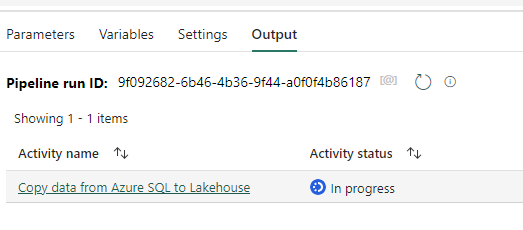 Parameters Variables Settings Output
Pipeline run ID: 9f092682-6b46-4b36-9f44-a0f0f4b86187 [@]
Showing 1 - 1 items
Activity name Activity status
Copy data from Azure SQL to Lakehouse In progress